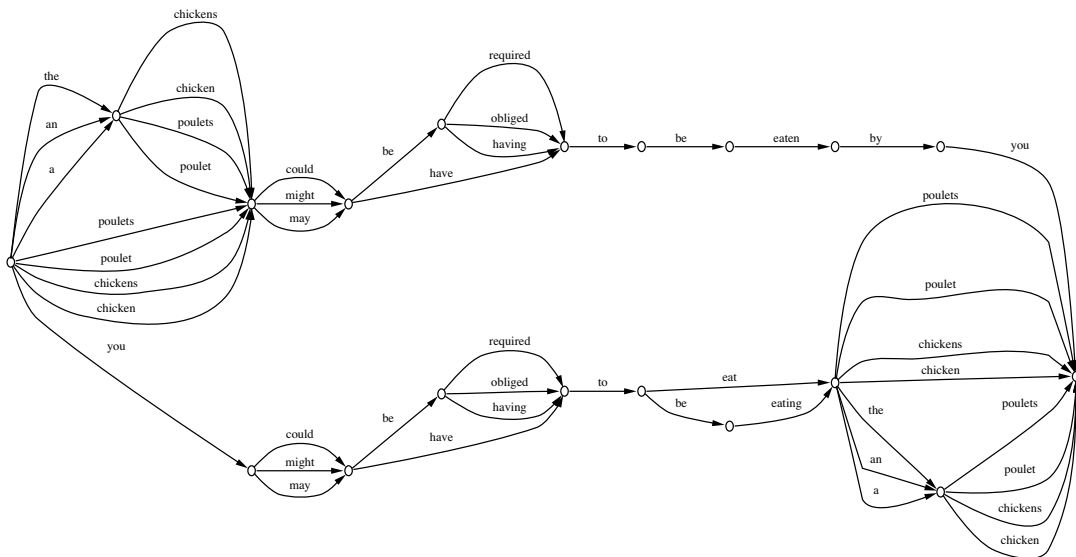 chickens
the
chicken
an
poulets
a
poulet
poulets
poulet
chickens
chicken
you
could
might
may
be
have
required
obliged
having
to
be
eaten
by
you
could
might
may
be
have
required
obliged
having
to
eat
be
eating
poulets
poulet
chickens
chicken
the
an
a
poulets
poulet
chickens
chicken